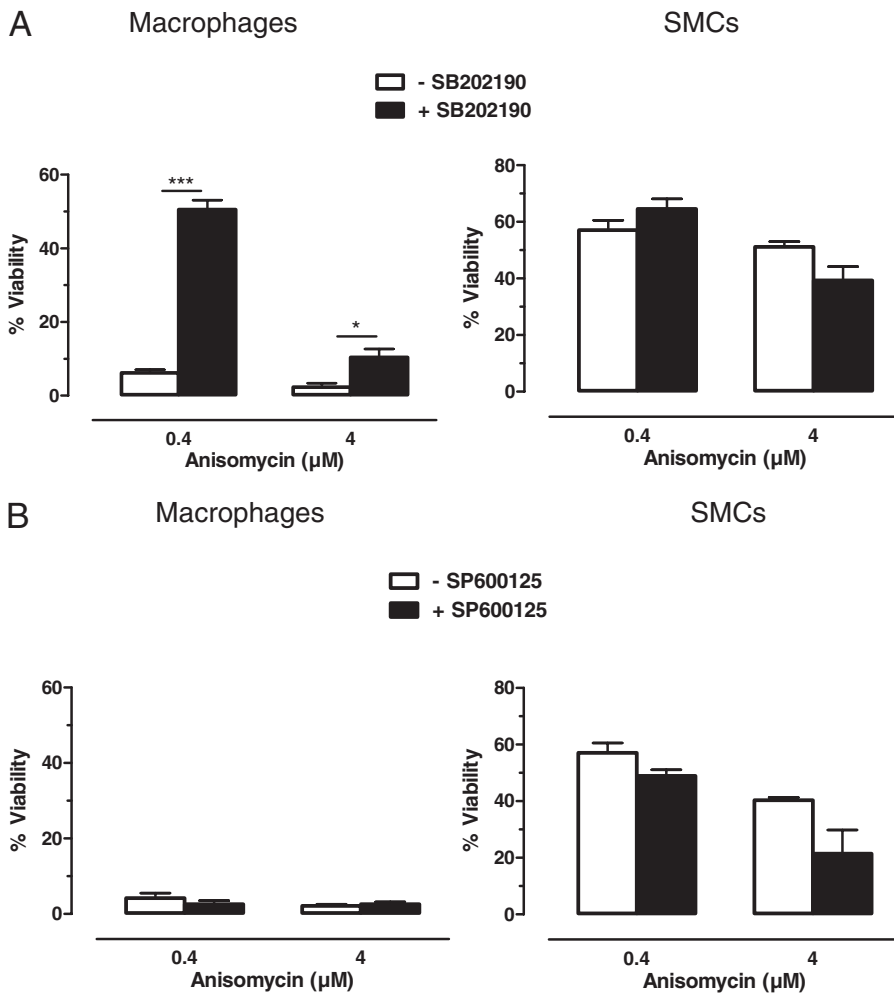 A
Macrophages
SMCs
- SB202190
+ SB202190
% Viability
60
40
20
0
***
*
0.4
4
Anisomycin (µM)
% Viability
80
60
40
20
0
0.4
4
Anisomycin (µM)
B
Macrophages
SMCs
- SP600125
+ SP600125
% Viability
60
40
20
0
0.4
4
Anisomycin (µM)
% Viability
80
60
40
20
0
0.4
4
Anisomycin (µM)